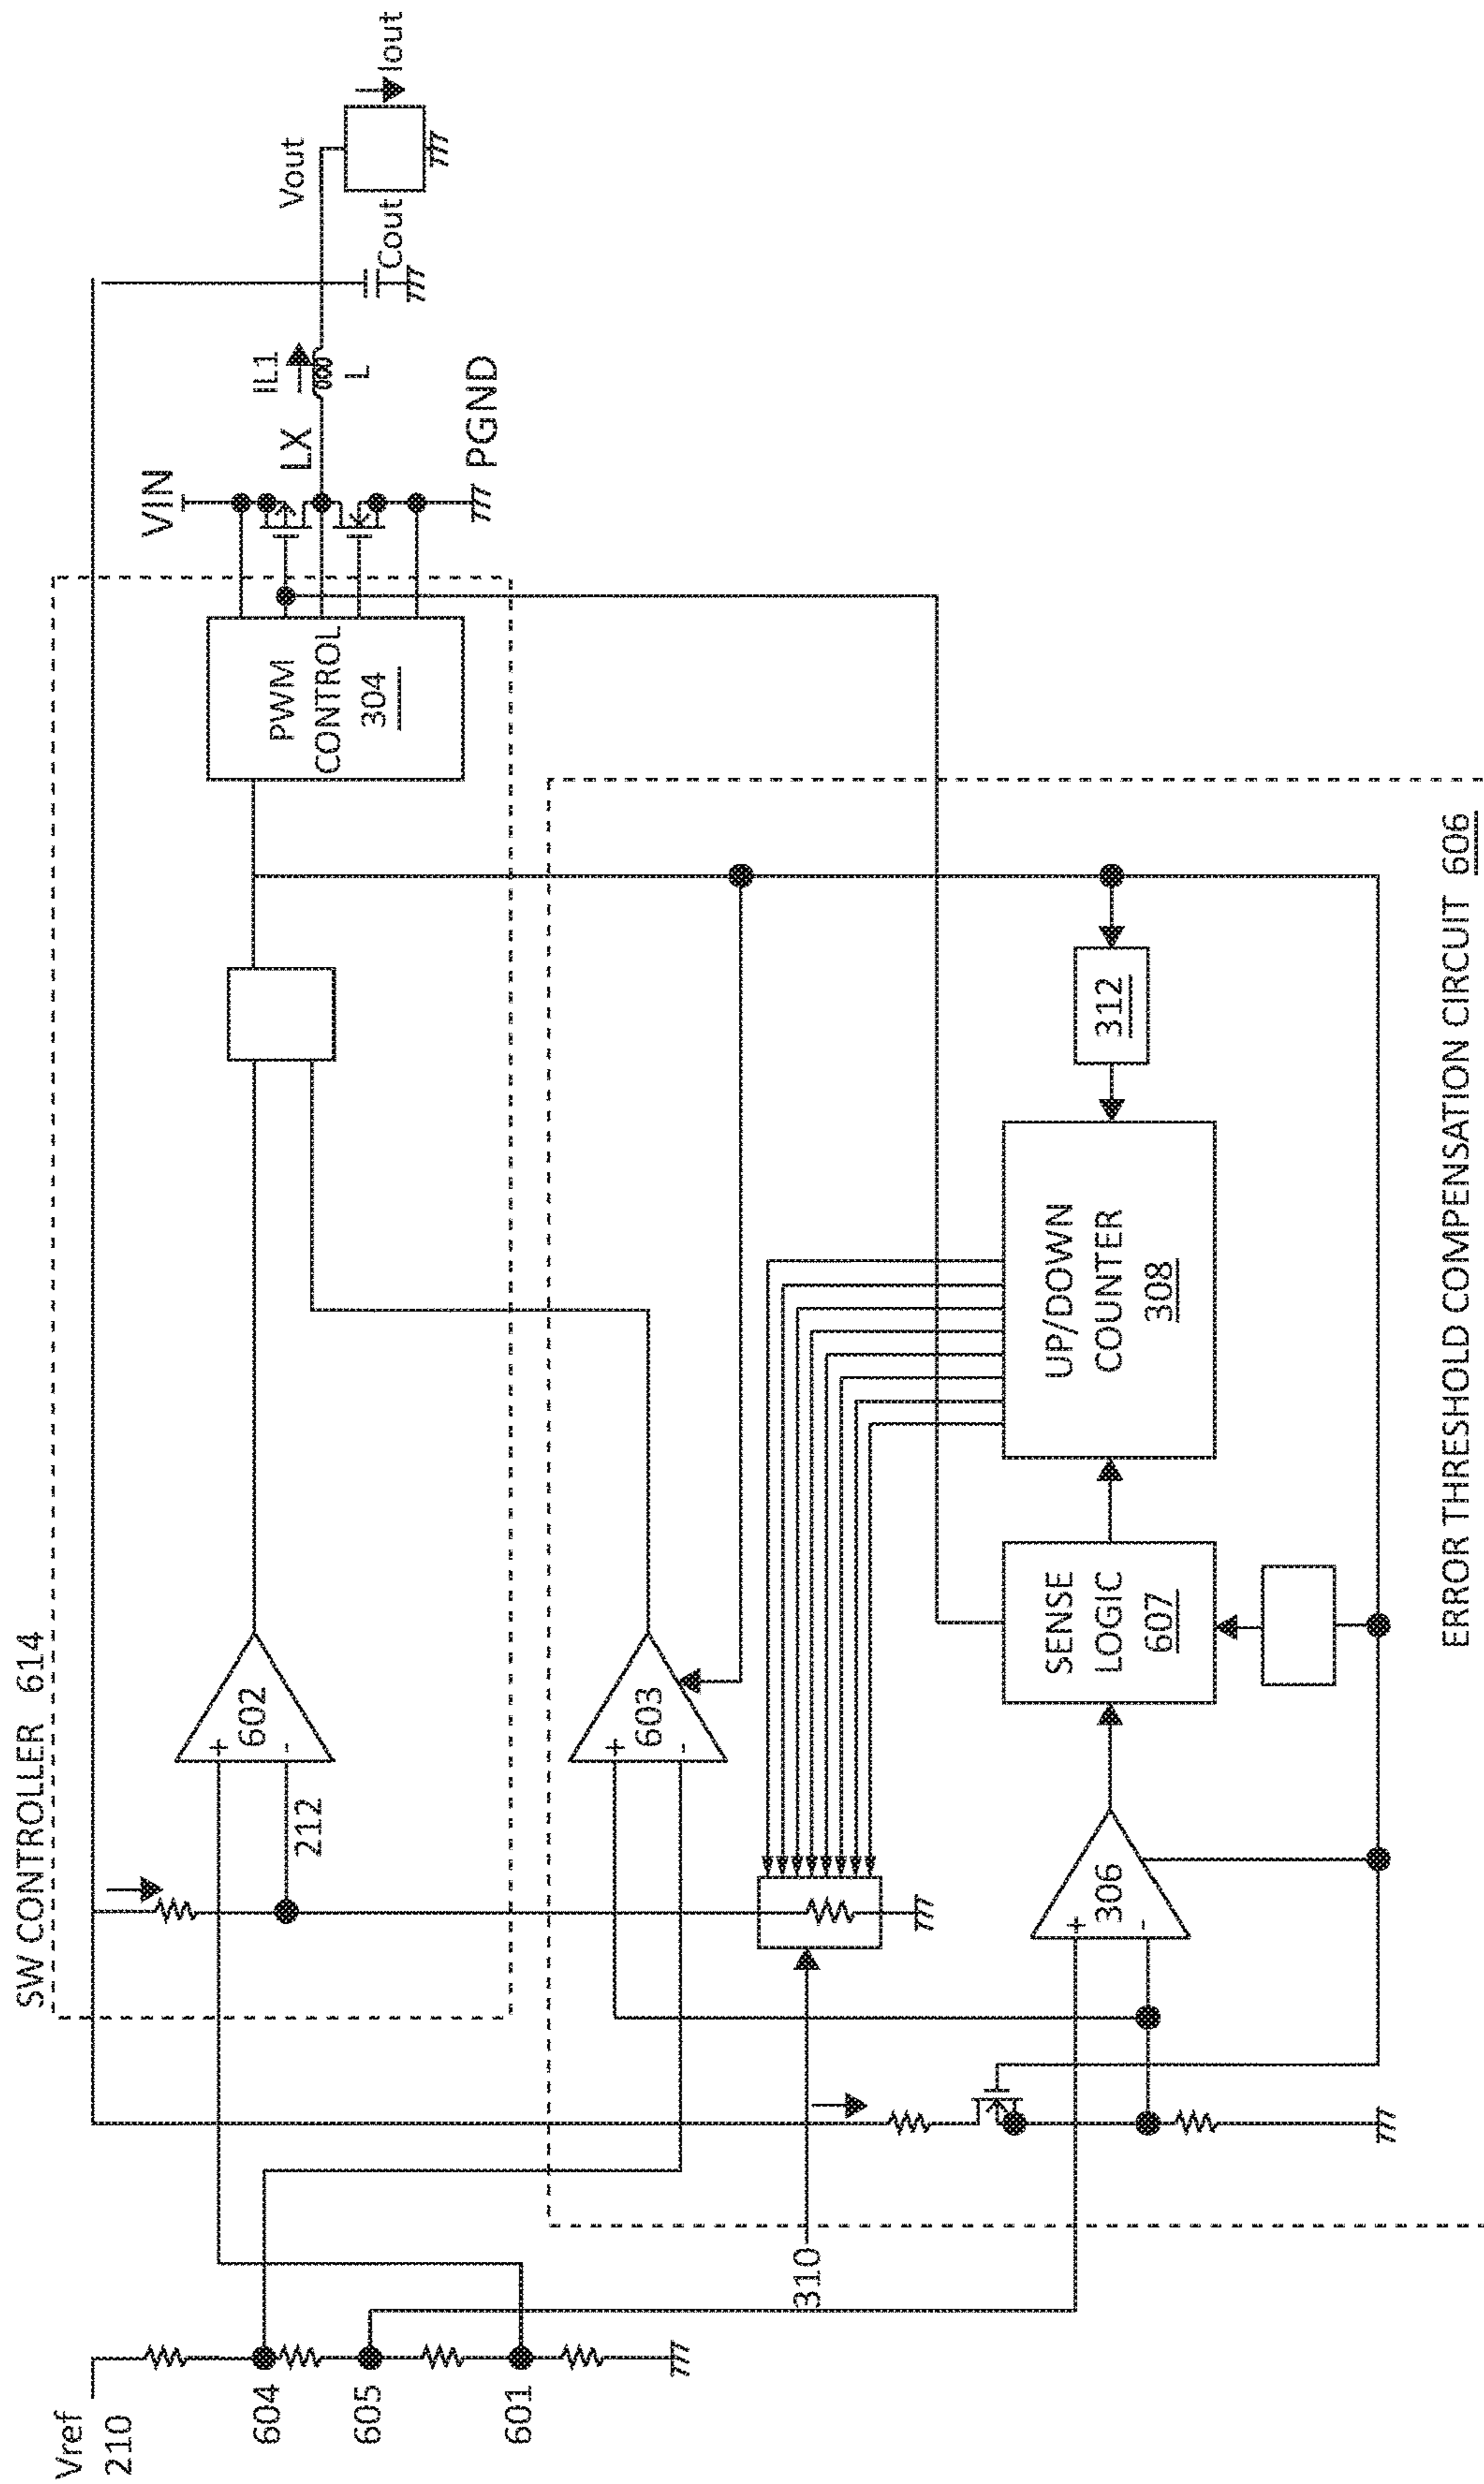 SW CONTROLLER 614
Vref
210
604
605
601
+
-
602
212
PWM
CONTROL
304
VIN
LX
PGND
IL1
L
Vout
Cout
Iout
+
-
603
310
+
-
306
SENSE
LOGIC
607
UP/DOWN
COUNTER
308
312
ERROR THRESHOLD COMPENSATION CIRCUIT 606